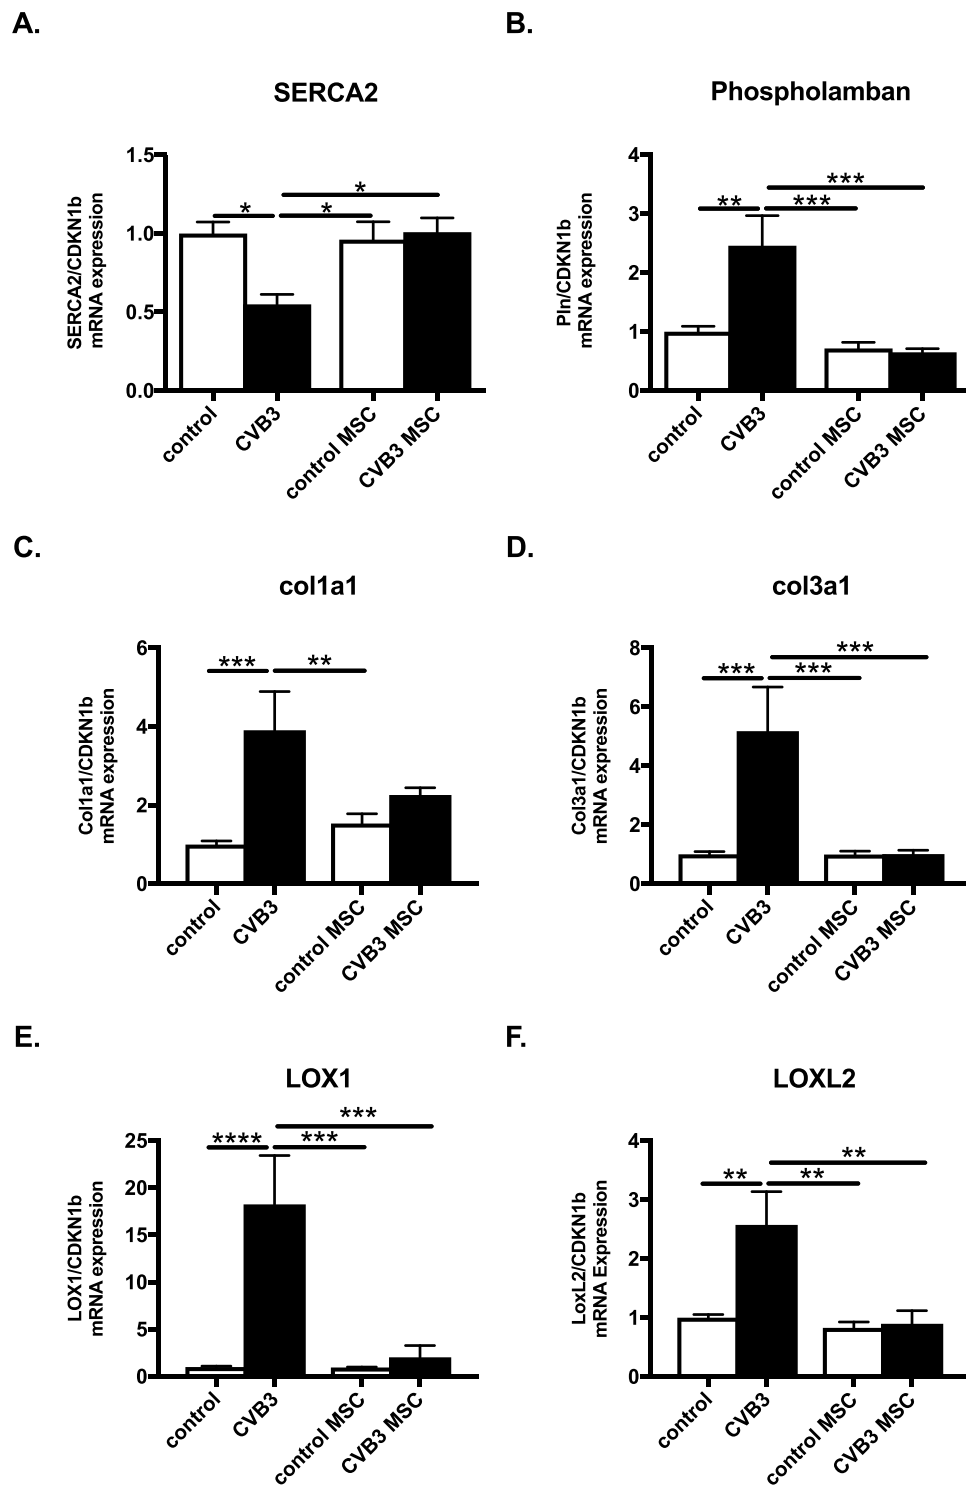 A.
SERCA2
SERCA2/CDKN1b
mRNA expression
1.5
1.0
0.5
0.0
*
*
*
control
CVB3
control MSC
CVB3 MSC
B.
Phospholamban
Pln/CDKN1b
mRNA expression
4
3
2
1
0
**
***
***
control
CVB3
control MSC
CVB3 MSC
C.
col1a1
Col1a1/CDKN1b
mRNA expression
6
4
2
0
***
**
control
CVB3
control MSC
CVB3 MSC
D.
col3a1
Col3a1/CDKN1b
mRNA expression
8
6
4
2
0
***
***
***
control
CVB3
control MSC
CVB3 MSC
E.
LOX1
LOX1/CDKN1b
mRNA expression
25
20
15
10
5
0
****
***
***
control
CVB3
control MSC
CVB3 MSC
F.
LOXL2
LoxL2/CDKN1b
mRNA Expression
4
3
2
1
0
**
**
**
control
CVB3
control MSC
CVB3 MSC